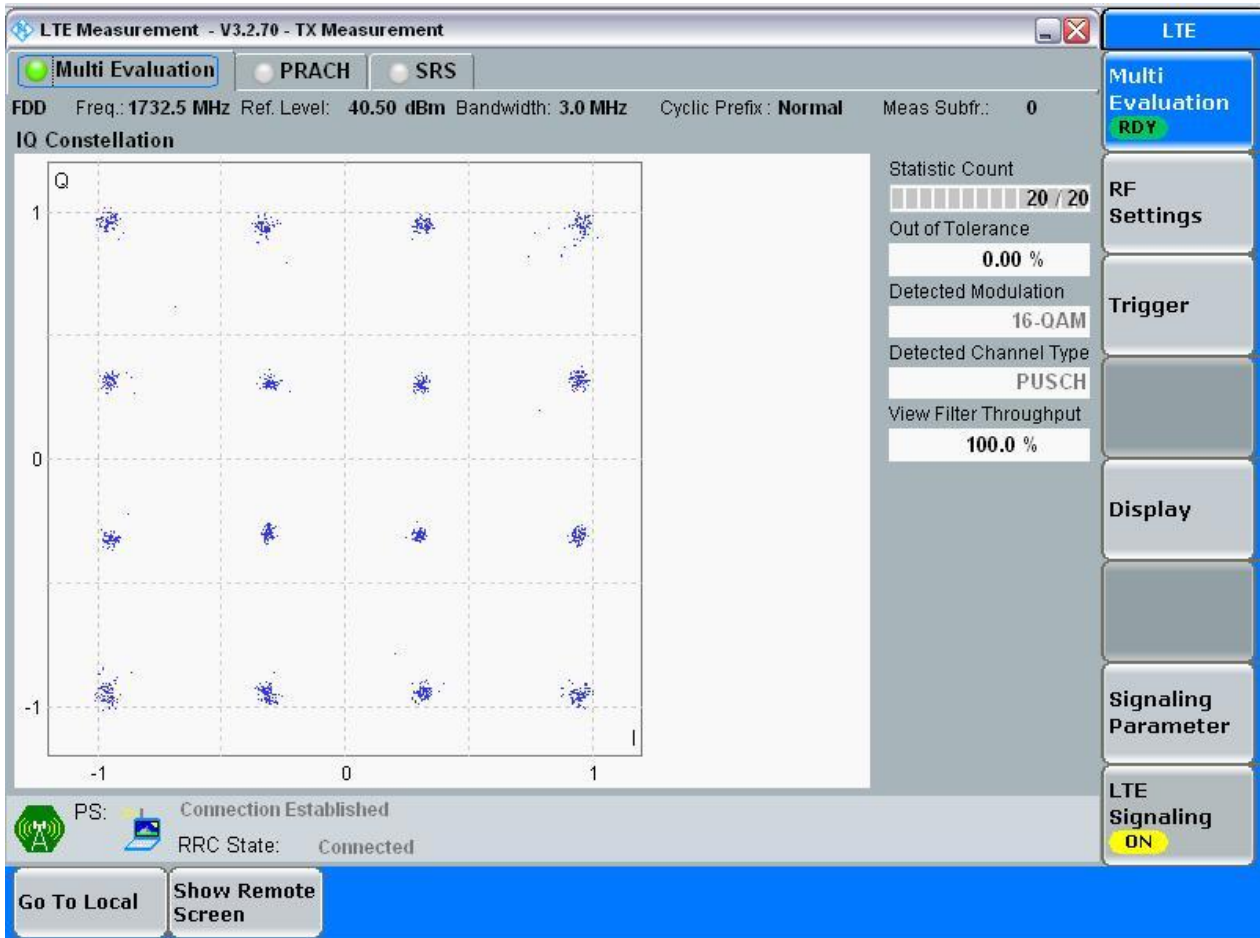 LTE Measurement - V3.2.70 - TX Measurement
LTE
Multi Evaluation PRACH SRS
FDD Freq.: 1732.5 MHz Ref. Level: 40.50 dBm Bandwidth: 3.0 MHz Cyclic Prefix : Normal Meas Subfr.: 0
IQ Constellation
Q
1
0
-1
I
-1 0 1
Statistic Count
20 / 20
Out of Tolerance
0.00 %
Detected Modulation
16-QAM
Detected Channel Type
PUSCH
View Filter Throughput
100.0 %
Multi
Evaluation
RDY
RF
Settings
Trigger
Display
Signaling
Parameter
LTE
Signaling
ON
PS: Connection Established
RRC State: Connected
Go To Local
Show Remote
Screen